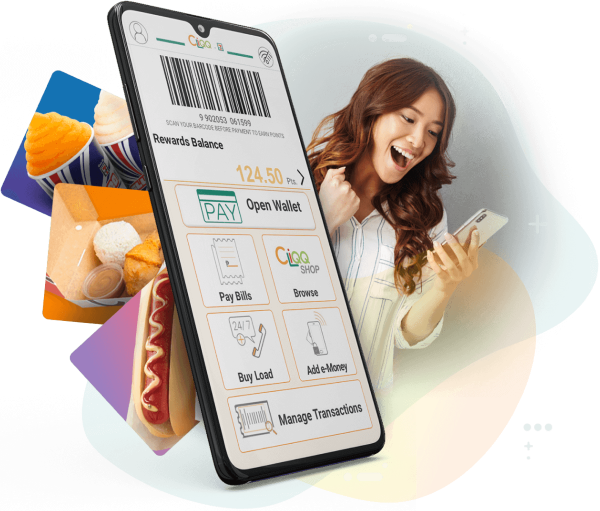 CLiQQ
9 902053 061599
SCAN YOUR BARCODE BEFORE PAYMENT TO EARN POINTS
Rewards Balance
124.50 Pts.
PAY Open Wallet
Pay Bills
CLiQQ
SHOP
Browse
24/7
Buy Load
Add e-Money
Manage Transactions